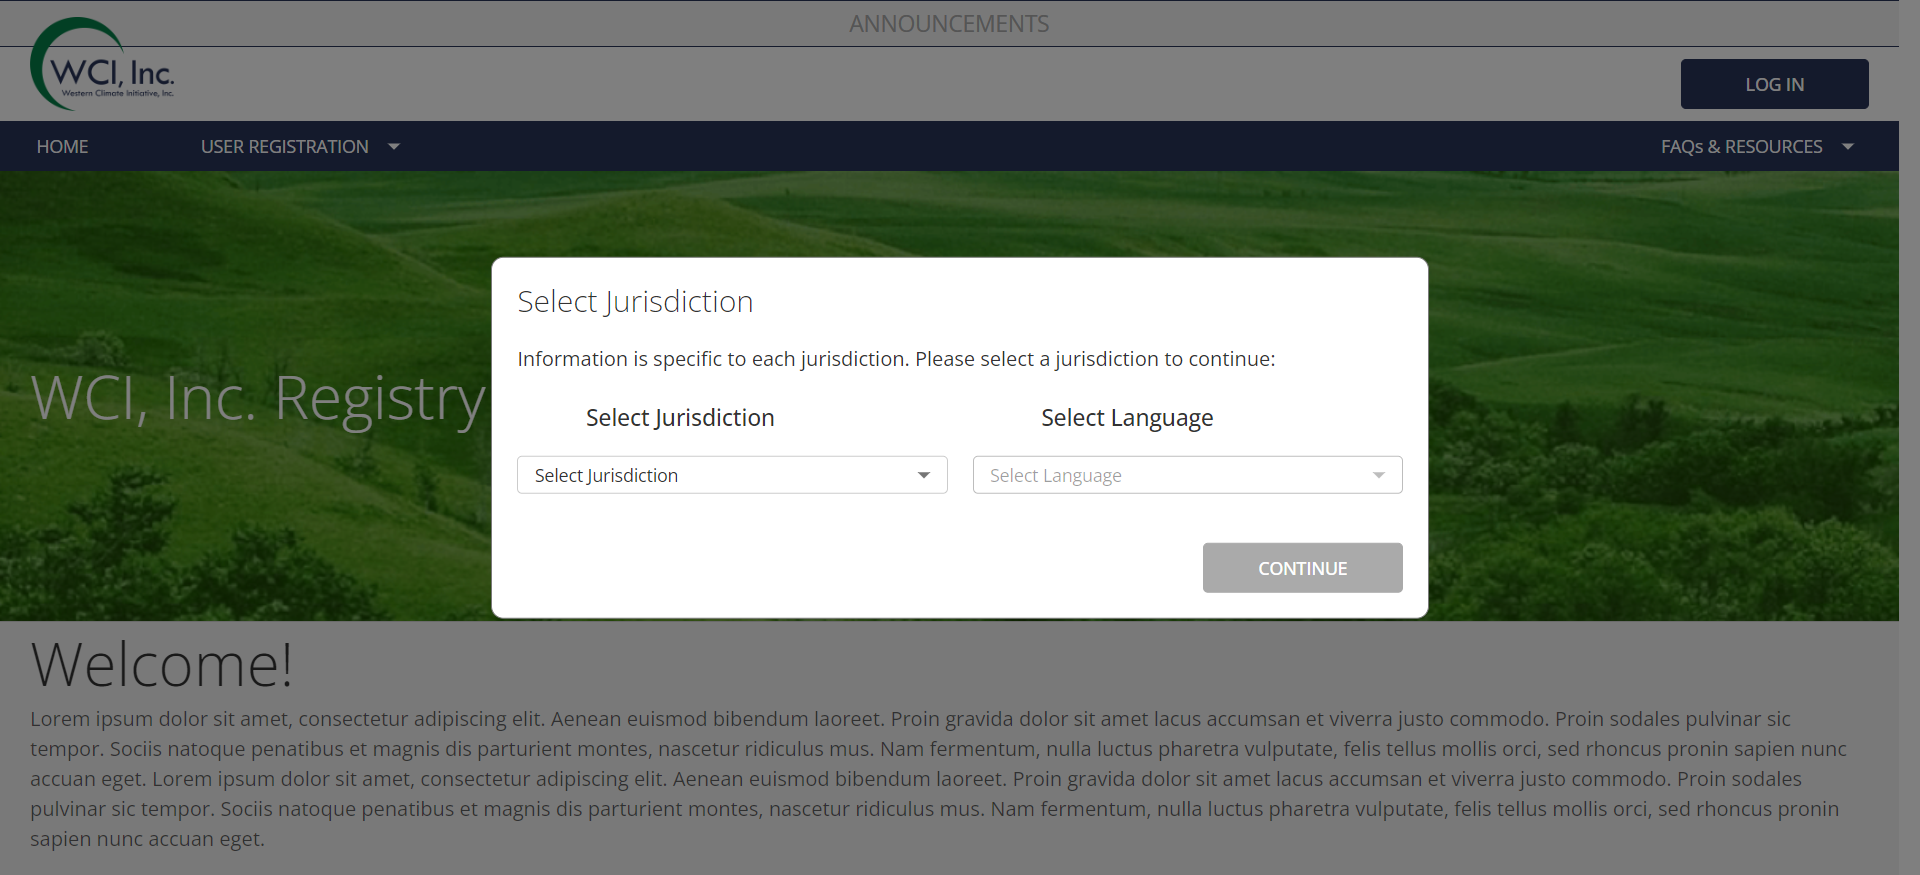 ANNOUNCEMENTS
WCI, Inc.
Western Climate Initiative, Inc.
LOG IN
HOME
USER REGISTRATION
FAQs & RESOURCES
WCI, Inc. Registry
Select Jurisdiction
Information is specific to each jurisdiction. Please select a jurisdiction to continue:
Select Jurisdiction
Select Language
Select Jurisdiction
Select Language
CONTINUE
Welcome!
Lorem ipsum dolor sit amet, consectetur adipiscing elit. Aenean euismod bibendum laoreet. Proin gravida dolor sit amet lacus accumsan et viverra justo commodo. Proin sodales pulvinar sic
tempor. Sociis natoque penatibus et magnis dis parturient montes, nascetur ridiculus mus. Nam fermentum, nulla luctus pharetra vulputate, felis tellus mollis orci, sed rhoncus pronin sapien nunc
accuan eget. Lorem ipsum dolor sit amet, consectetur adipiscing elit. Aenean euismod bibendum laoreet. Proin gravida dolor sit amet lacus accumsan et viverra justo commodo. Proin sodales
pulvinar sic tempor. Sociis natoque penatibus et magnis dis parturient montes, nascetur ridiculus mus. Nam fermentum, nulla luctus pharetra vulputate, felis tellus mollis orci, sed rhoncus pronin
sapien nunc accuan eget.